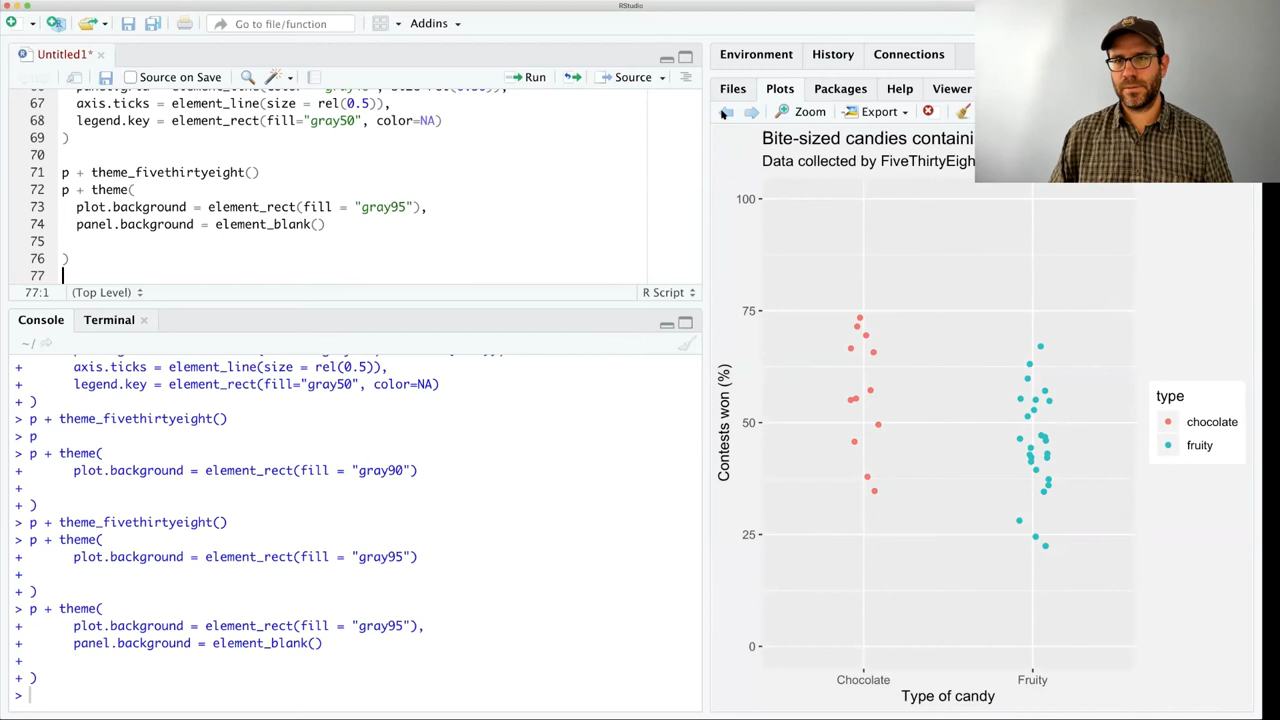 RStudio
Go to file/function
Addins
Untitled1*
Source on Save
Run
Source
67 axis.ticks = element_line(size = rel(0.5)),
68 legend.key = element_rect(fill="gray50", color=NA)
69 )
70
71 p + theme_fivethirtyeight()
72 p + theme(
73 plot.background = element_rect(fill = "gray95"),
74 panel.background = element_blank()
75
76 )
77
77:1 (Top Level) R Script
Console Terminal
~/
+ axis.ticks = element_line(size = rel(0.5)),
+ legend.key = element_rect(fill="gray50", color=NA)
+ )
> p + theme_fivethirtyeight()
> p
> p + theme(
+ plot.background = element_rect(fill = "gray90")
+
+ )
> p + theme_fivethirtyeight()
> p + theme(
+ plot.background = element_rect(fill = "gray95")
+
+ )
> p + theme(
+ plot.background = element_rect(fill = "gray95"),
+ panel.background = element_blank()
+
+ )
>
Environment History Connections
Files Plots Packages Help Viewer
Zoom Export
Bite-sized candies containi
Data collected by FiveThirtyEigh
100
75
50
25
0
Contests won (%)
Chocolate Fruity
Type of candy
type
chocolate
fruity